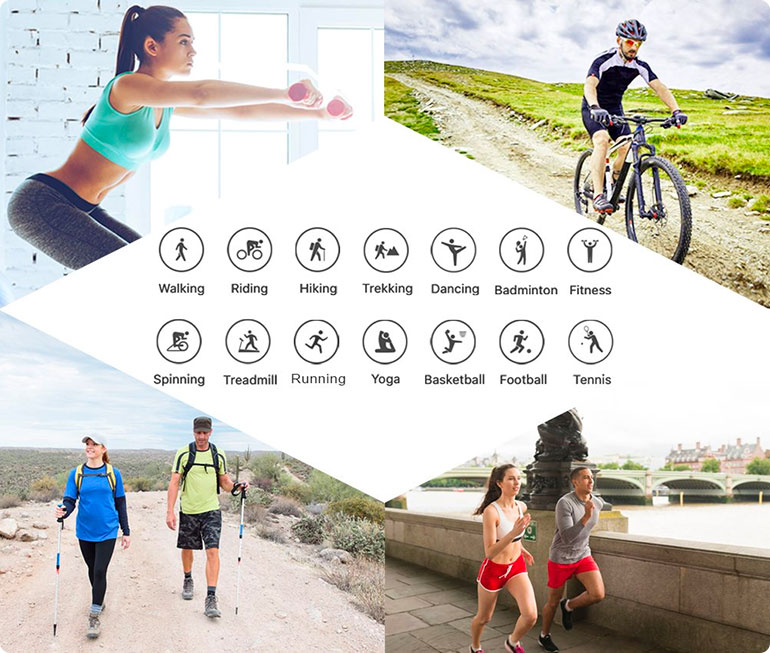 Walking Riding Hiking Trekking Dancing Badminton Fitness
Spinning Treadmill Running Yoga Basketball Football Tennis